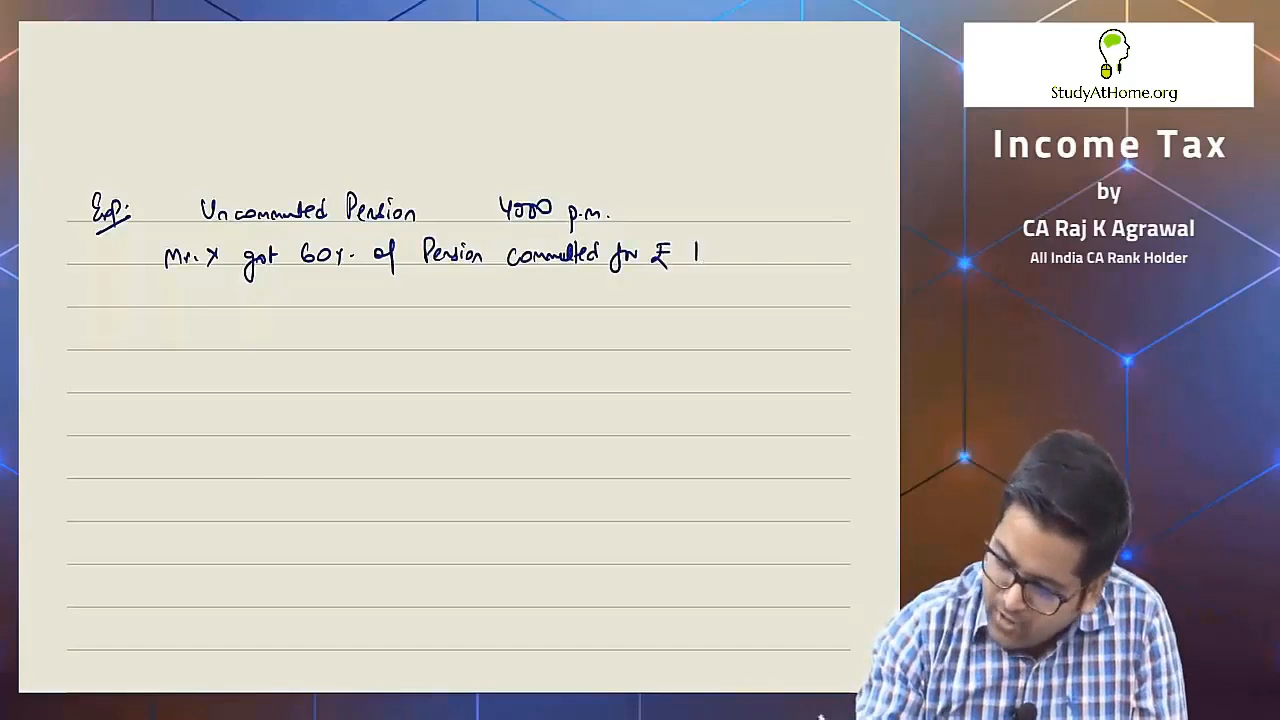 Exp:- Uncommuted Pension 4000 p.m.
Mr. X got 60% of Pension commuted for ₹ 1
StudyAtHome.org
Income Tax
by
CA Raj K Agrawal
All India CA Rank Holder